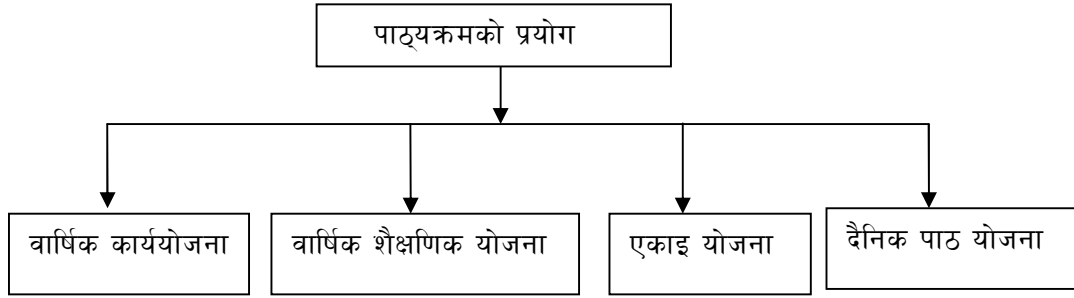 पाठ्यक्रमको प्रयोग
वार्षिक कार्ययोजना
वार्षिक शैक्षणिक योजना
एकाइ योजना
दैनिक पाठ योजना